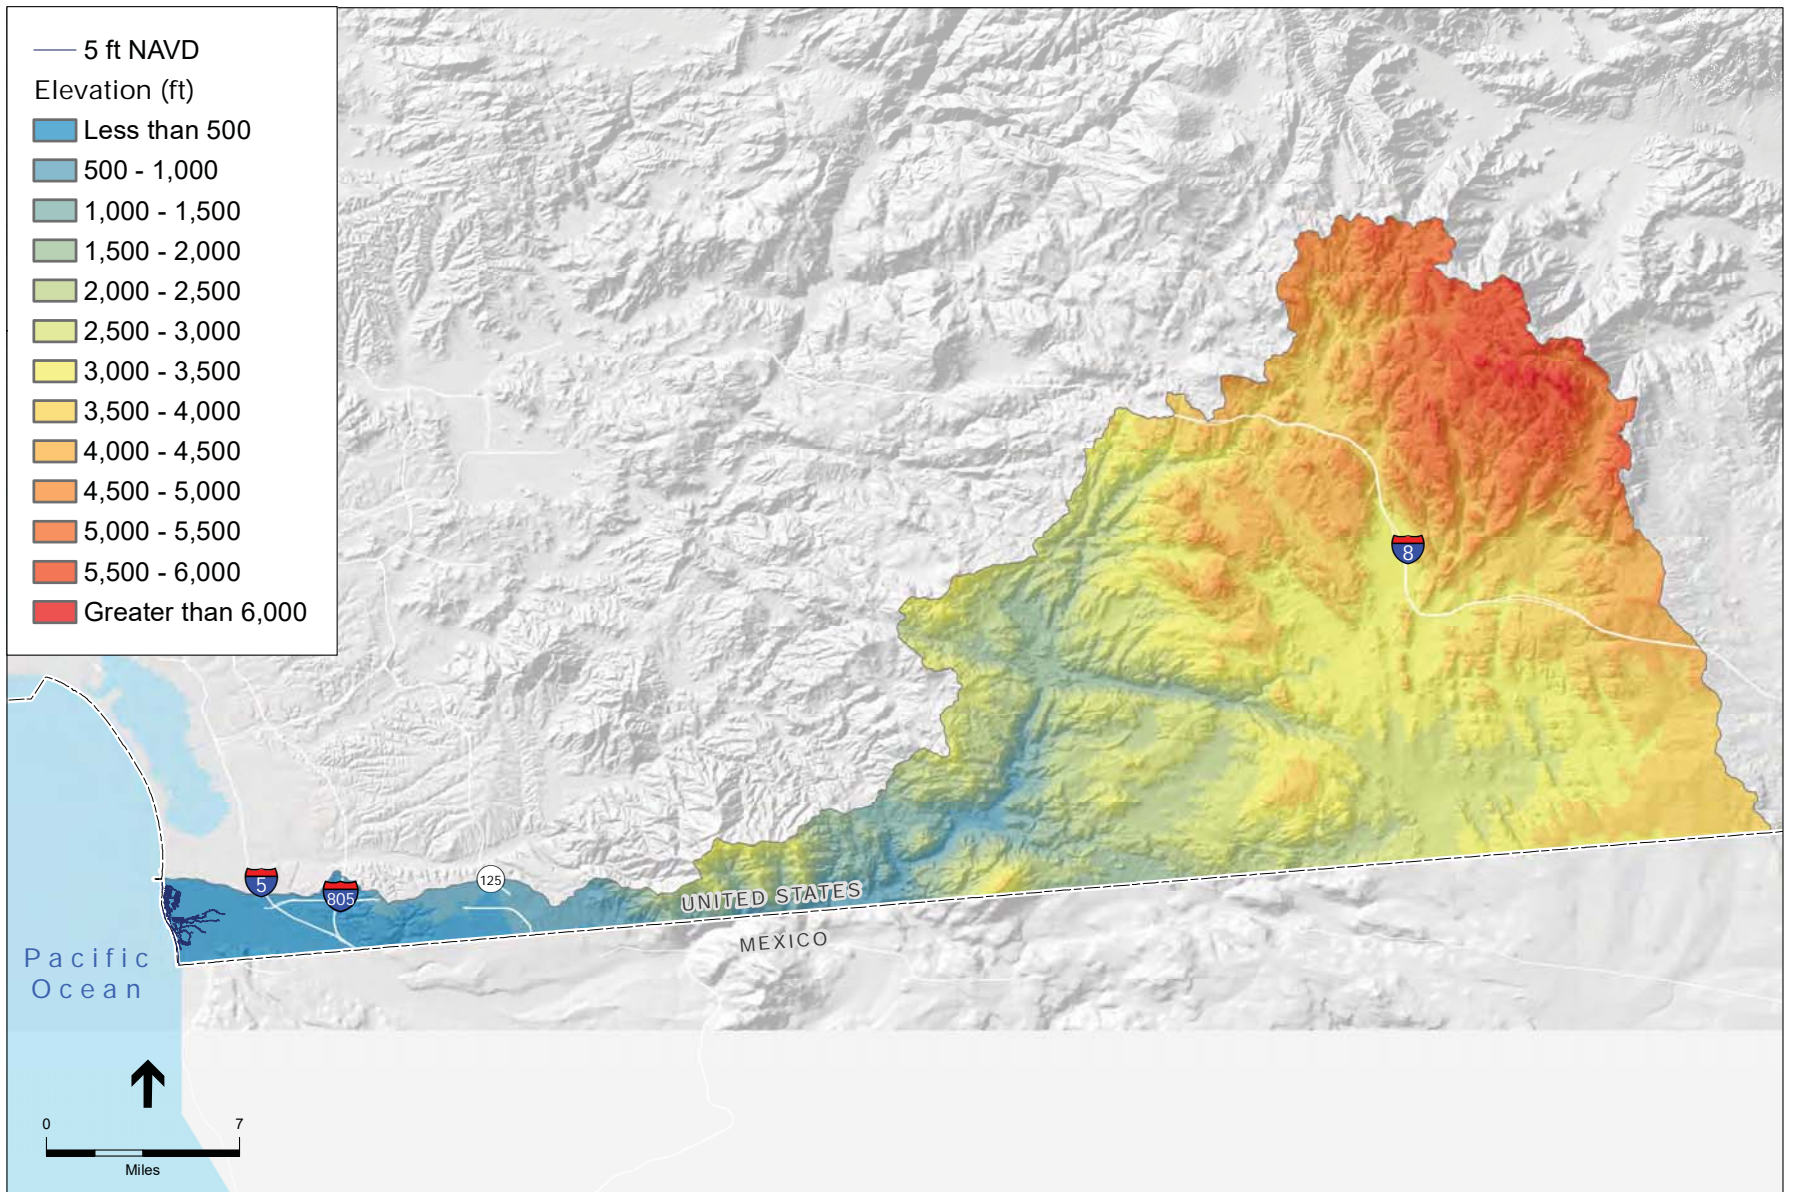 5 ft NAVD
Elevation (ft)
Less than 500
500 - 1,000
1,000 - 1,500
1,500 - 2,000
2,000 - 2,500
2,500 - 3,000
3,000 - 3,500
3,500 - 4,000
4,000 - 4,500
4,500 - 5,000
5,000 - 5,500
5,500 - 6,000
Greater than 6,000
8
5
805
125
UNITED STATES
MEXICO
Pacific
Ocean
0 7
Miles